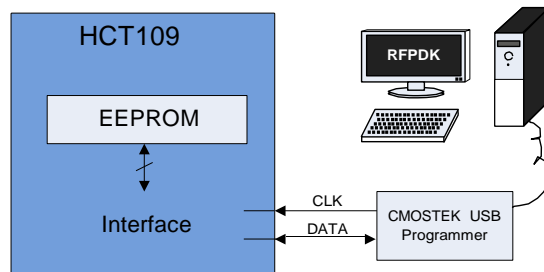 HCT109
RFPDK
EEPROM
CLK
Interface
DATA
CMOSTEK USB
Programmer